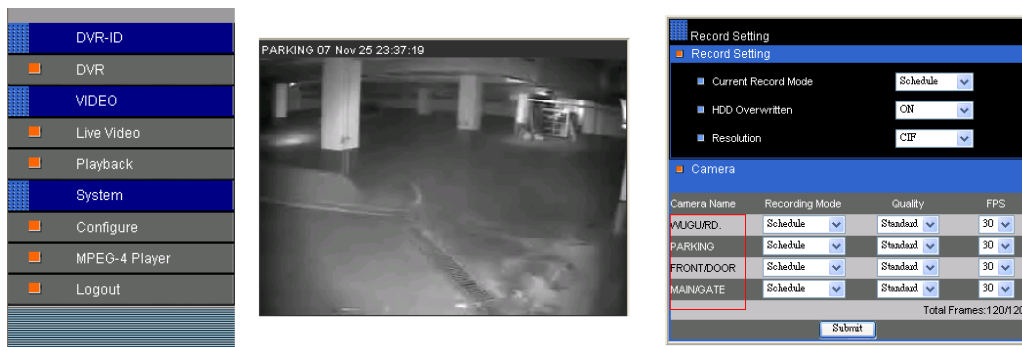 DVR-ID
DVR
VIDEO
Live Video
Playback
System
Configure
MPEG-4 Player
Logout
PARKING 07 Nov 25 23:37:19
Record Setting
Record Setting
Current Record Mode Schedule
HDD Overwritten ON
Resolution CIF
Camera
Camera Name Recording Mode Quality FPS
WUGU/RD. Schedule Standard 30
PARKING Schedule Standard 30
FRONT/DOOR Schedule Standard 30
MAIN/GATE Schedule Standard 30
Total Frames:120/120
Submit